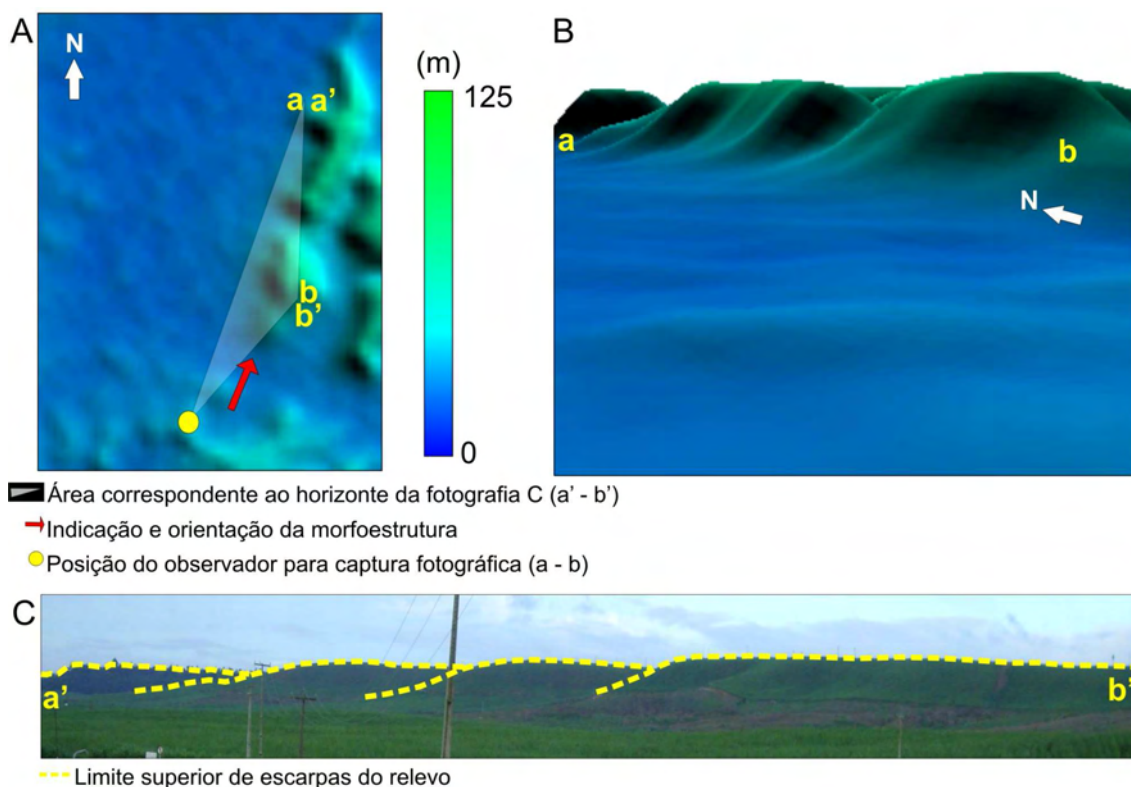 A
N
a a'
b
b'
(m)
125
0
B
a
b
N
Área correspondente ao horizonte da fotografia C (a' - b')
Indicação e orientação da morfoestrutura
Posição do observador para captura fotográfica (a - b)
C
a'
b'
Limite superior de escarpas do relevo